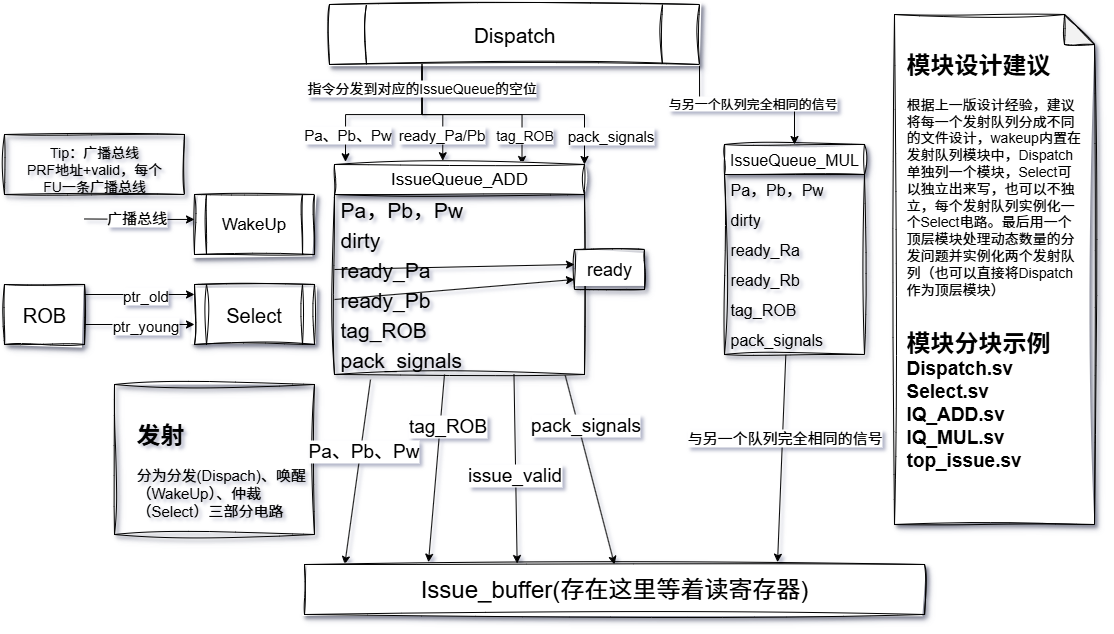 Dispatch
指令分发到对应的IssueQueue的空位
与另一个队列完全相同的信号
Pa、Pb、Pw
ready_Pa/Pb
tag_ROB
pack_signals
Tip：广播总线
PRF地址+valid，每个
FU一条广播总线
广播总线
WakeUp
ROB
ptr_old
ptr_young
Select
IssueQueue_ADD
Pa，Pb，Pw
dirty
ready_Pa
ready_Pb
tag_ROB
pack_signals
ready
IssueQueue_MUL
Pa，Pb，Pw
dirty
ready_Ra
ready_Rb
tag_ROB
pack_signals
发射
分为分发(Dispach)、唤醒
（WakeUp）、仲裁
（Select）三部分电路
Pa、Pb、Pw
tag_ROB
issue_valid
pack_signals
与另一个队列完全相同的信号
Issue_buffer(存在这里等着读寄存器)
模块设计建议
根据上一版设计经验，建议
将每一个发射队列分成不同
的文件设计，wakeup内置在
发射队列模块中，Dispatch
单独列一个模块，Select可
以独立出来写，也可以不独
立，每个发射队列实例化一
个Select电路。最后用一个
顶层模块处理动态数量的分
发问题并实例化两个发射队
列（也可以直接将Dispatch
作为顶层模块）
模块分块示例
Dispatch.sv
Select.sv
IQ_ADD.sv
IQ_MUL.sv
top_issue.sv